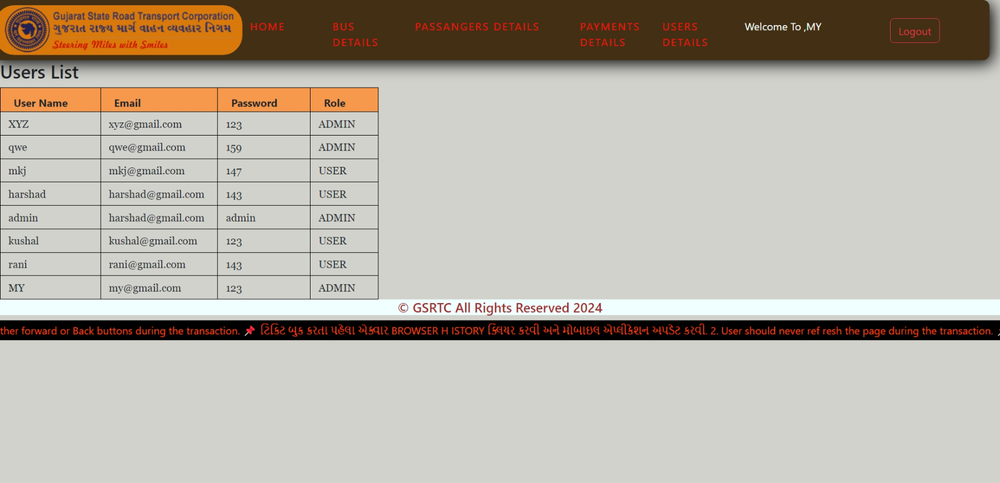 Gujarat State Road Transport Corporation
ગુજરાત રાજ્ય માર્ગ વાહન વ્યવહાર નિગમ
Steering Miles with Smiles
HOME
BUS
DETAILS
PASSANGERS DETAILS
PAYMENTS
DETAILS
USERS
DETAILS
Welcome To ,MY
Logout
Users List
User Name Email Password Role
XYZ xyz@gmail.com 123 ADMIN
qwe qwe@gmail.com 159 ADMIN
mkj mkj@gmail.com 147 USER
harshad harshad@gmail.com 143 USER
admin harshad@gmail.com admin ADMIN
kushal kushal@gmail.com 123 USER
rani rani@gmail.com 143 USER
MY my@gmail.com 123 ADMIN
© GSRTC All Rights Reserved 2024
ther forward or Back buttons during the transaction. 📌 ટિકિટ બુક કરતા પહેલા એકવાર BROWSER H ISTORY ક્લિયર કરવી અને મોબાઇલ એપ્લીકેશન અપડેટ કરવી. 2. User should never ref resh the page during the transaction.